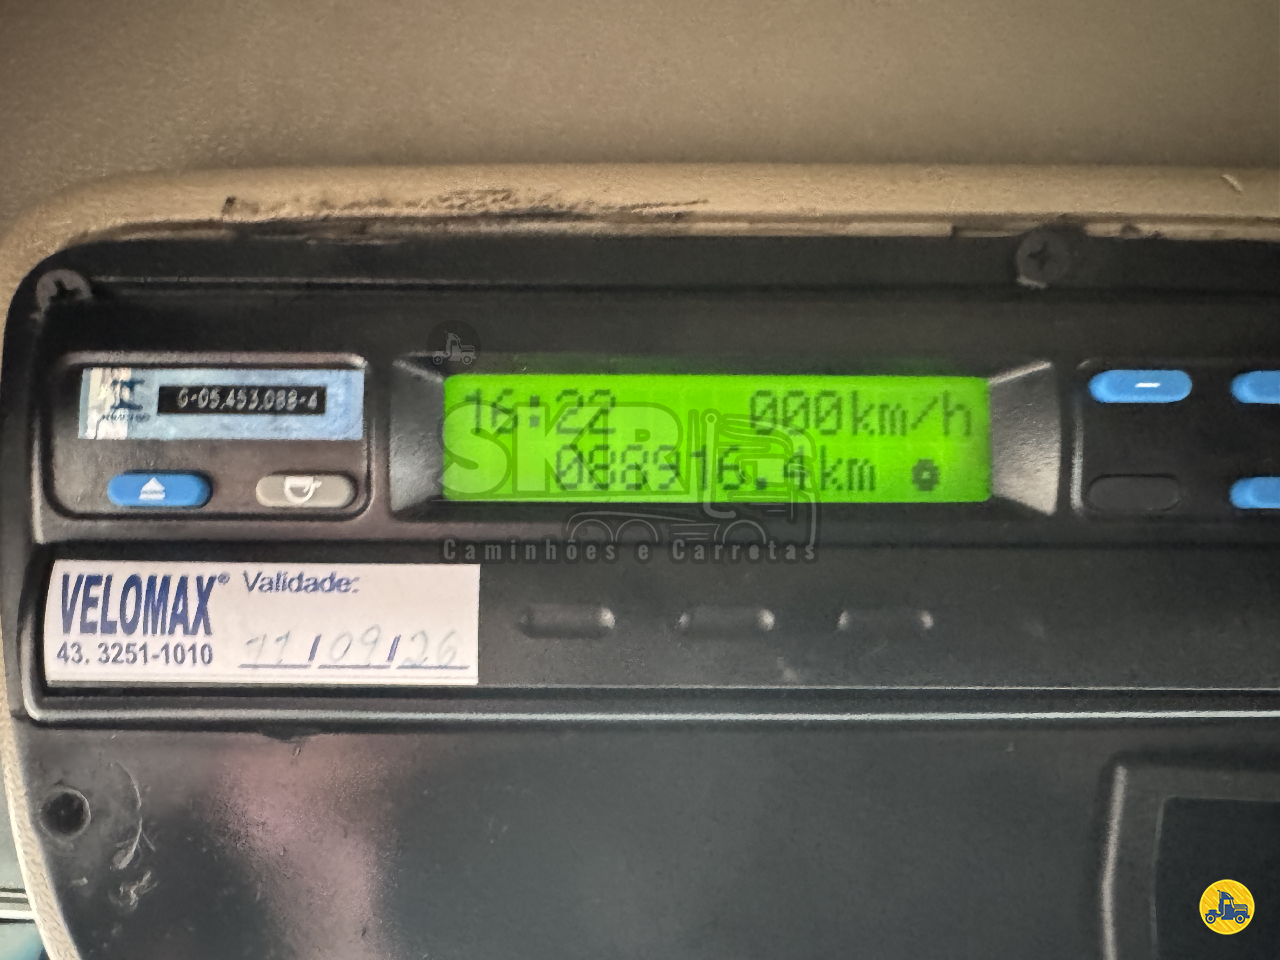 G-05.453.088-4
16:22 000km/h
088916.4km
SKR
Caminhões e Carretas
VELOMAX® Validade:
43. 3251-1010 11/09/26